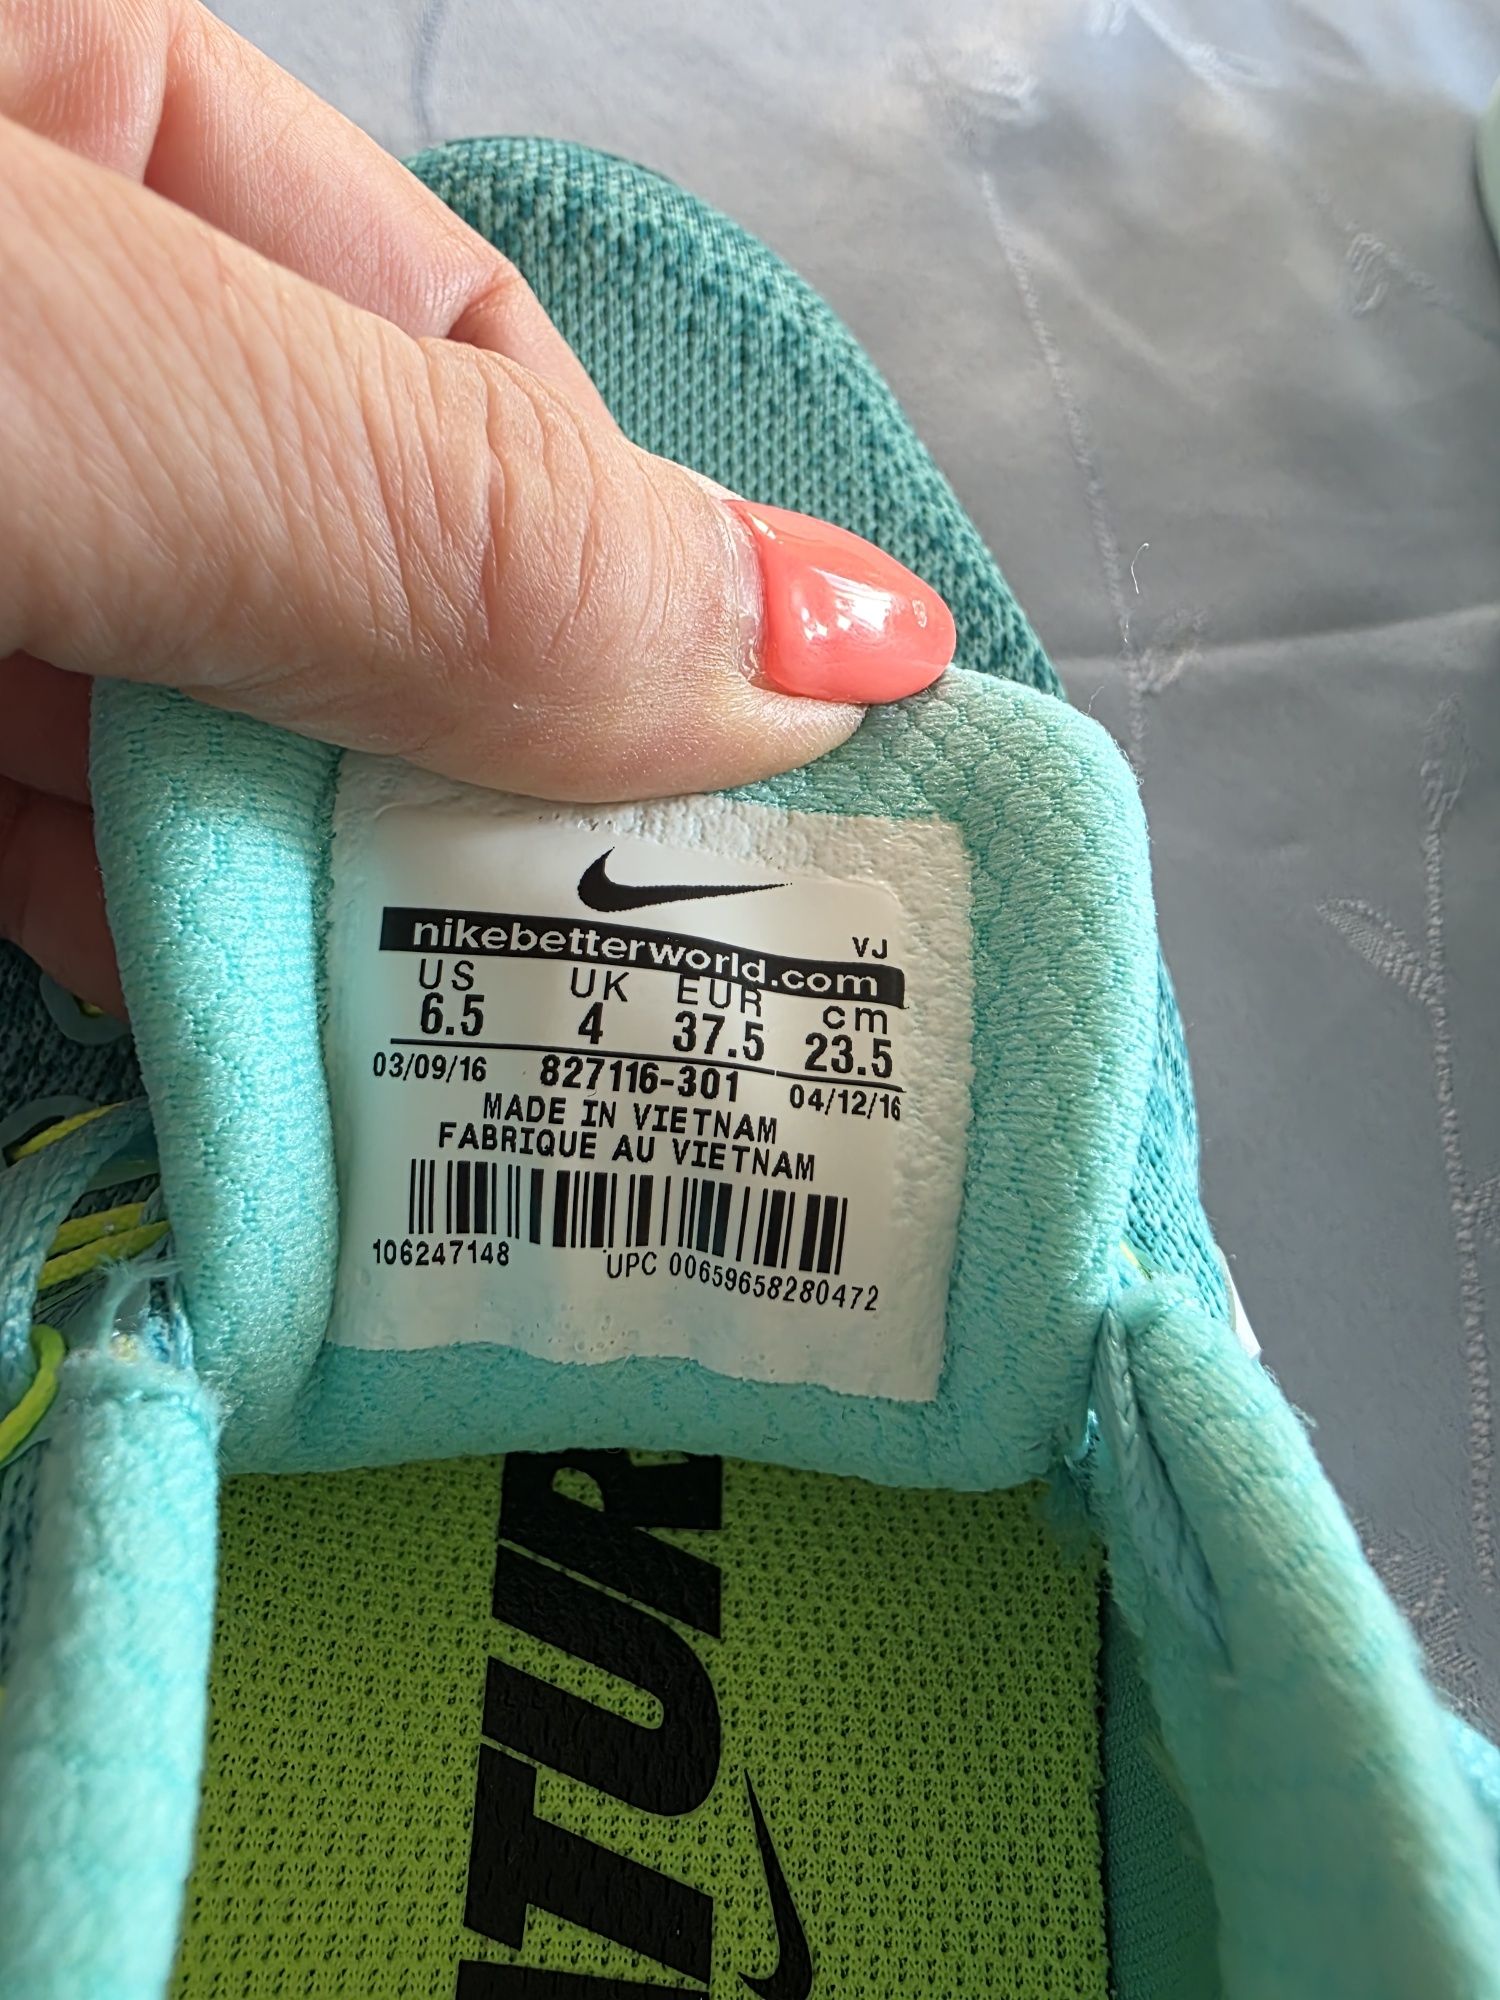 nikebetterworld.com
VJ
US UK EUR cm
6.5 4 37.5 23.5
03/09/16 827116-301 04/12/16
MADE IN VIETNAM
FABRIQUE AU VIETNAM
106247148 UPC 00659658280472